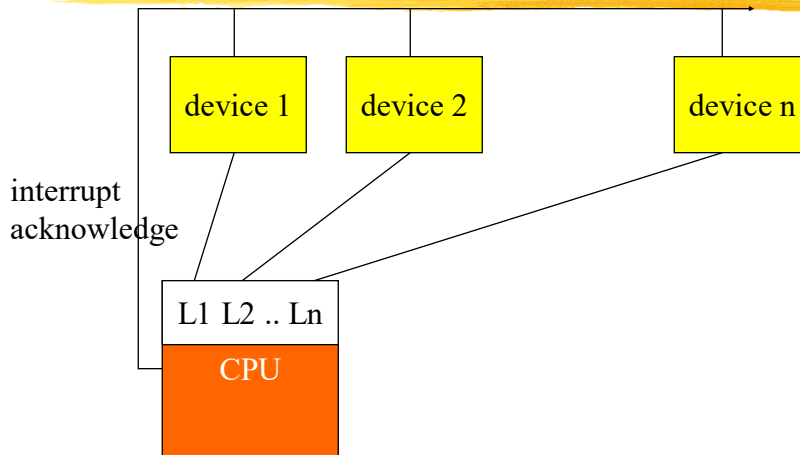 device 1
device 2
device n
interrupt
acknowledge
L1 L2 .. Ln
CPU